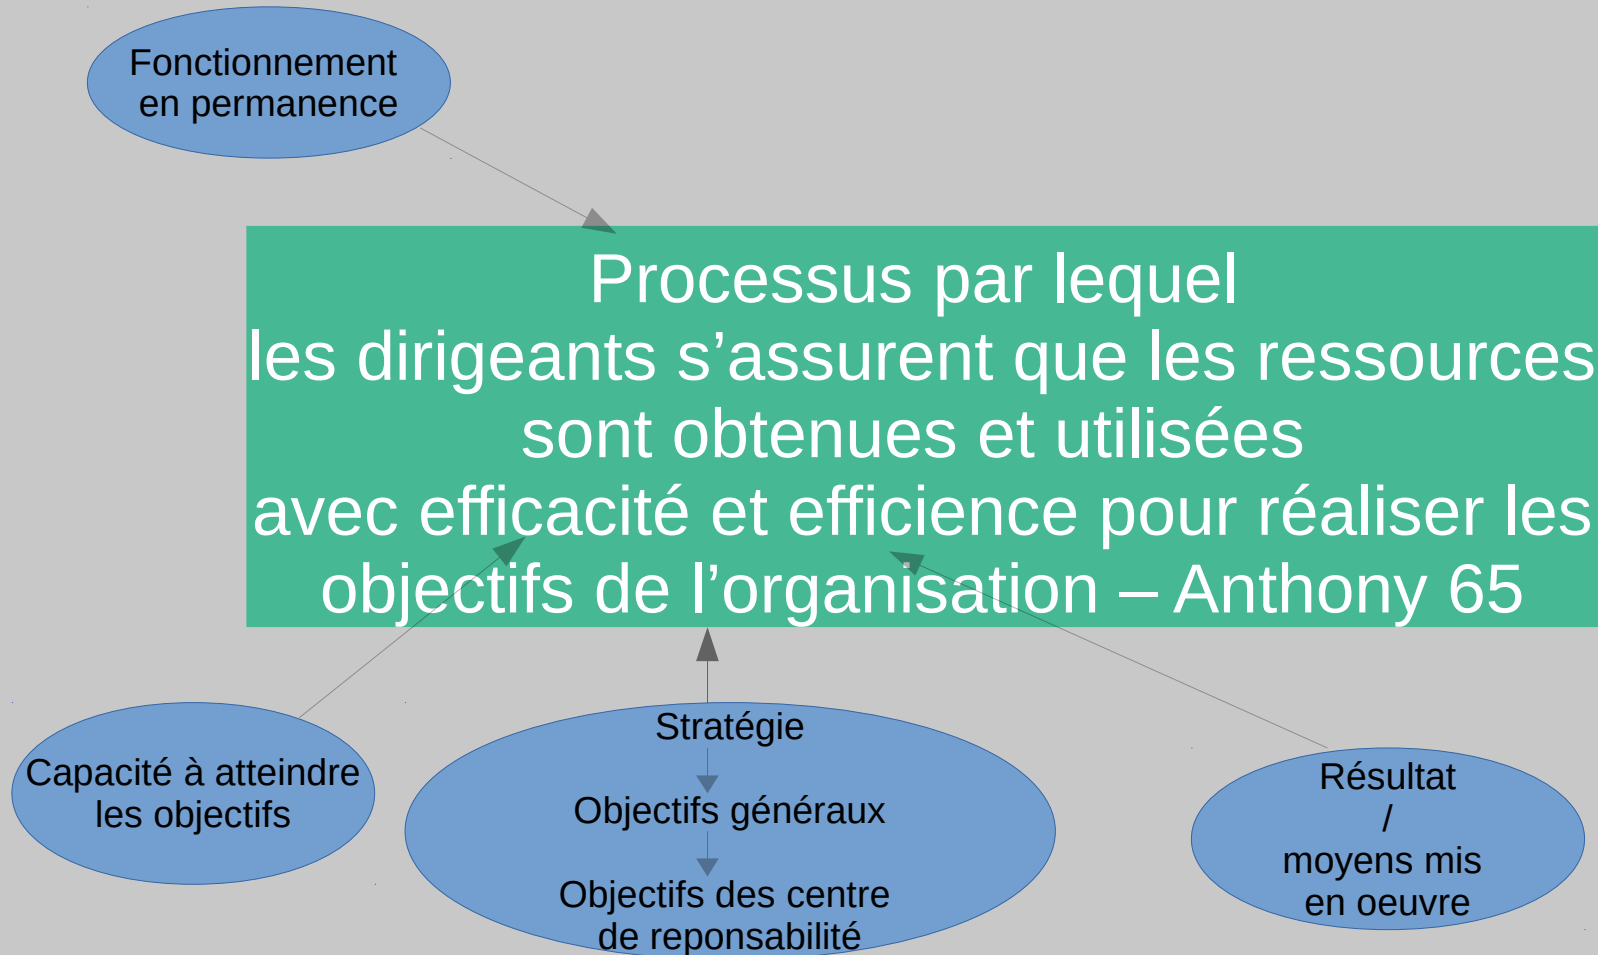 Fonctionnement
en permanence
Processus par lequel
les dirigeants s’assurent que les ressources
sont obtenues et utilisées
avec efficacité et efficience pour réaliser les
objectifs de l’organisation – Anthony 65
Capacité à atteindre
les objectifs
Stratégie
Objectifs généraux
Objectifs des centre
de reponsabilité
Résultat
/
moyens mis
en oeuvre